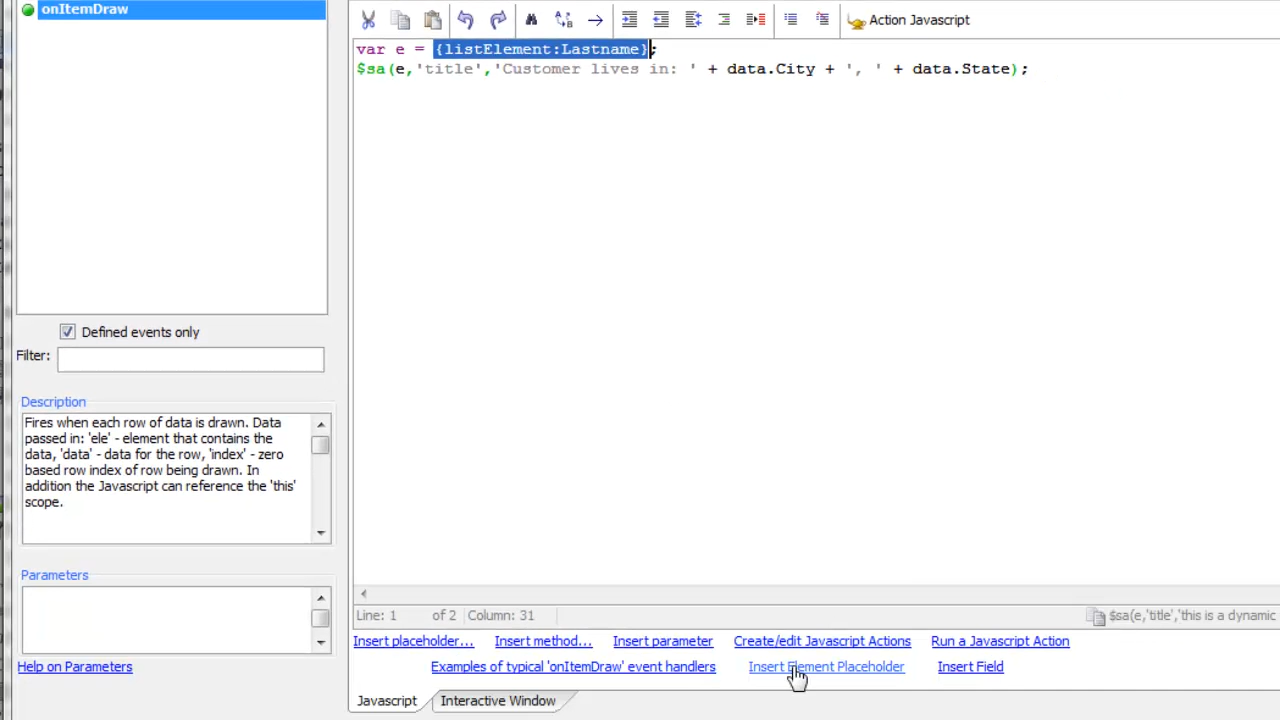 onItemDraw
Action Javascript
var e = {listElement:Lastname};
$sa(e,'title','Customer lives in: ' + data.City + ', ' + data.State);
Defined events only
Filter:
Description
Fires when each row of data is drawn. Data
passed in: 'ele' - element that contains the
data, 'data' - data for the row, 'index' - zero
based row index of row being drawn. In
addition the Javascript can reference the 'this'
scope.
Parameters
Help on Parameters
Line: 1 of 2 Column: 31
$sa(e,'title','this is a dynamic
Insert placeholder... Insert method... Insert parameter Create/edit Javascript Actions Run a Javascript Action
Examples of typical 'onItemDraw' event handlers Insert Element Placeholder Insert Field
Javascript Interactive Window